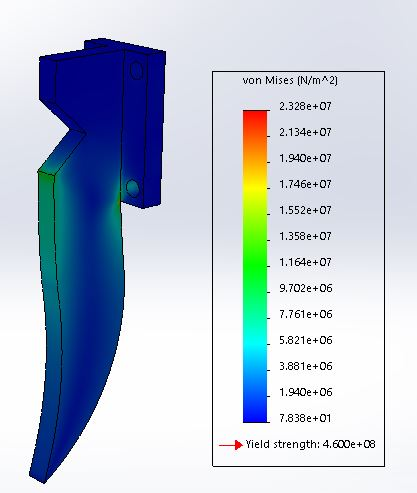 von Mises (N/m^2)
2.328e+07
2.134e+07
1.940e+07
1.746e+07
1.552e+07
1.358e+07
1.164e+07
9.702e+06
7.761e+06
5.821e+06
3.881e+06
1.940e+06
7.838e+01
Yield strength: 4.600e+08